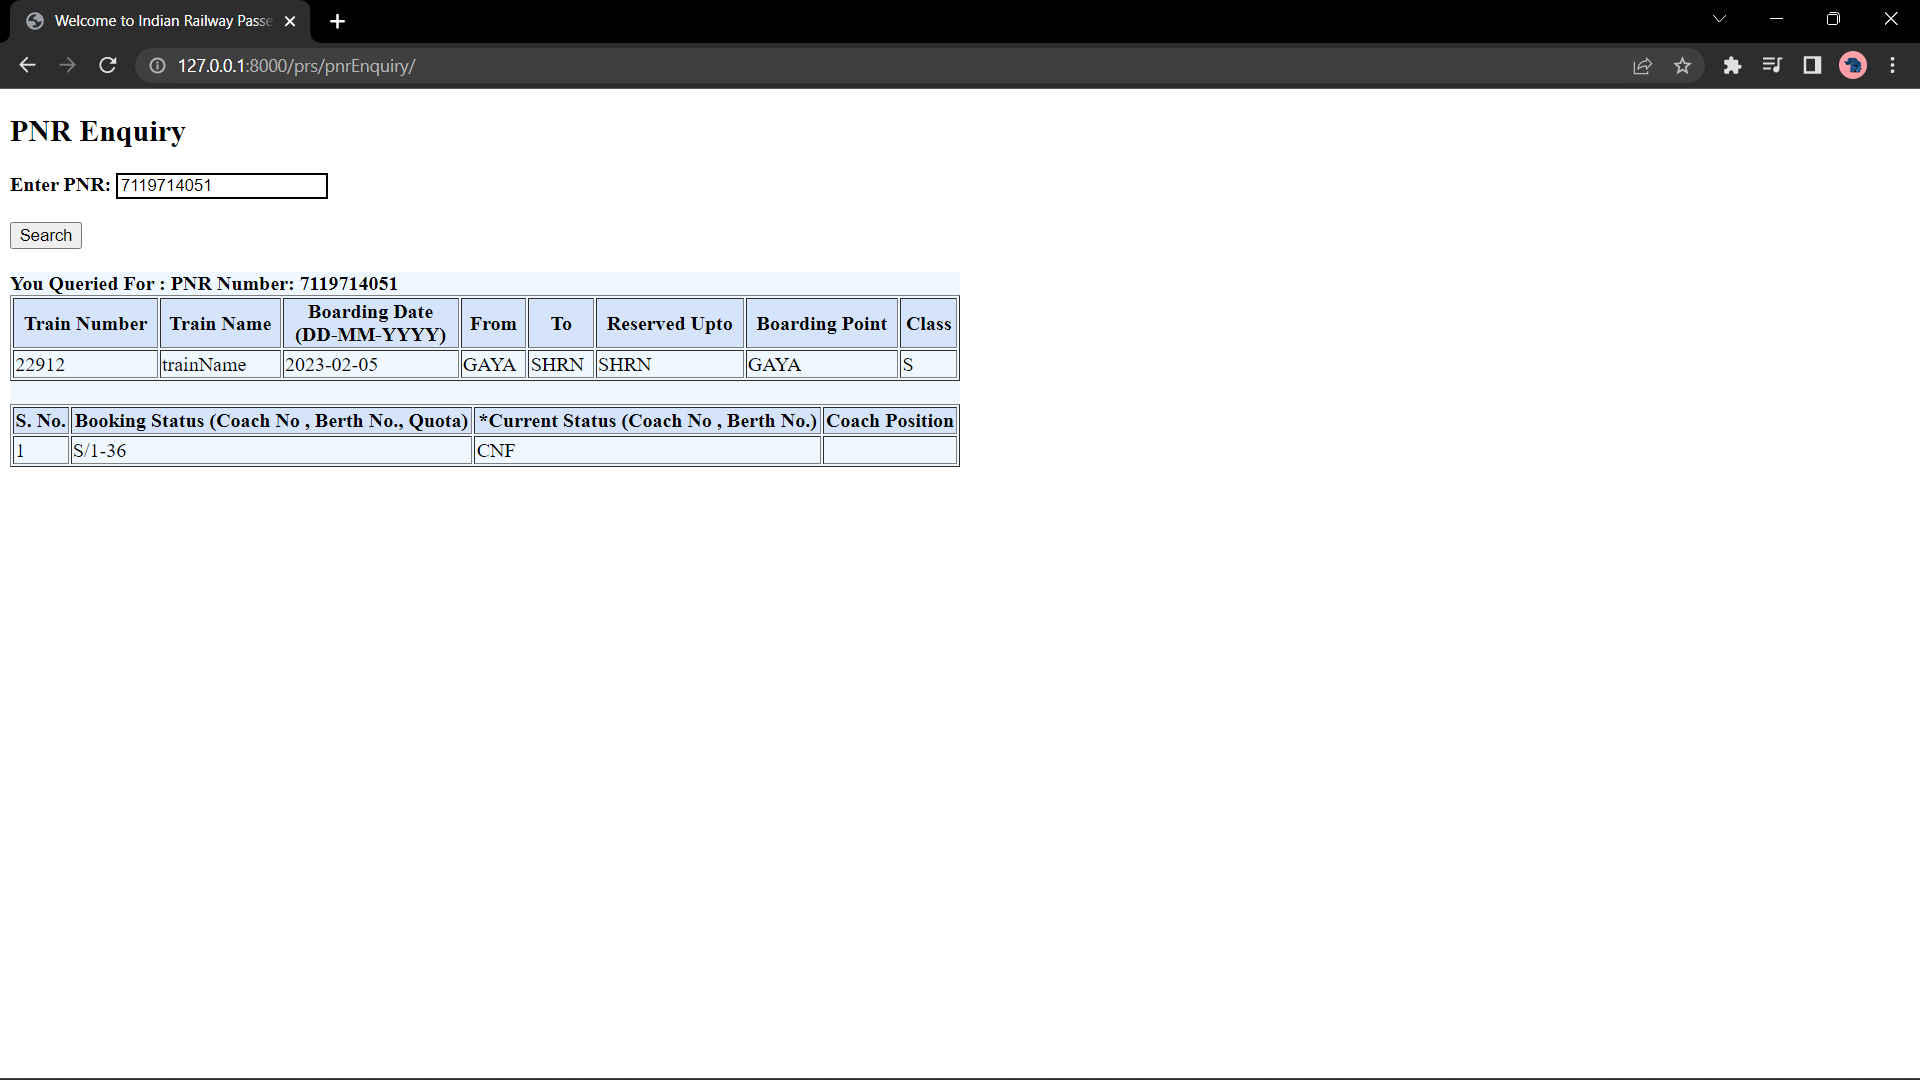 Welcome to Indian Railway Passe
127.0.0.1:8000/prs/pnrEnquiry/
PNR Enquiry
Enter PNR: 7119714051
Search
You Queried For : PNR Number: 7119714051
Train Number Train Name Boarding Date (DD-MM-YYYY) From To Reserved Upto Boarding Point Class
22912 trainName 2023-02-05 GAYA SHRN SHRN GAYA S
S. No. Booking Status (Coach No , Berth No., Quota) *Current Status (Coach No , Berth No.) Coach Position
1 S/1-36 CNF